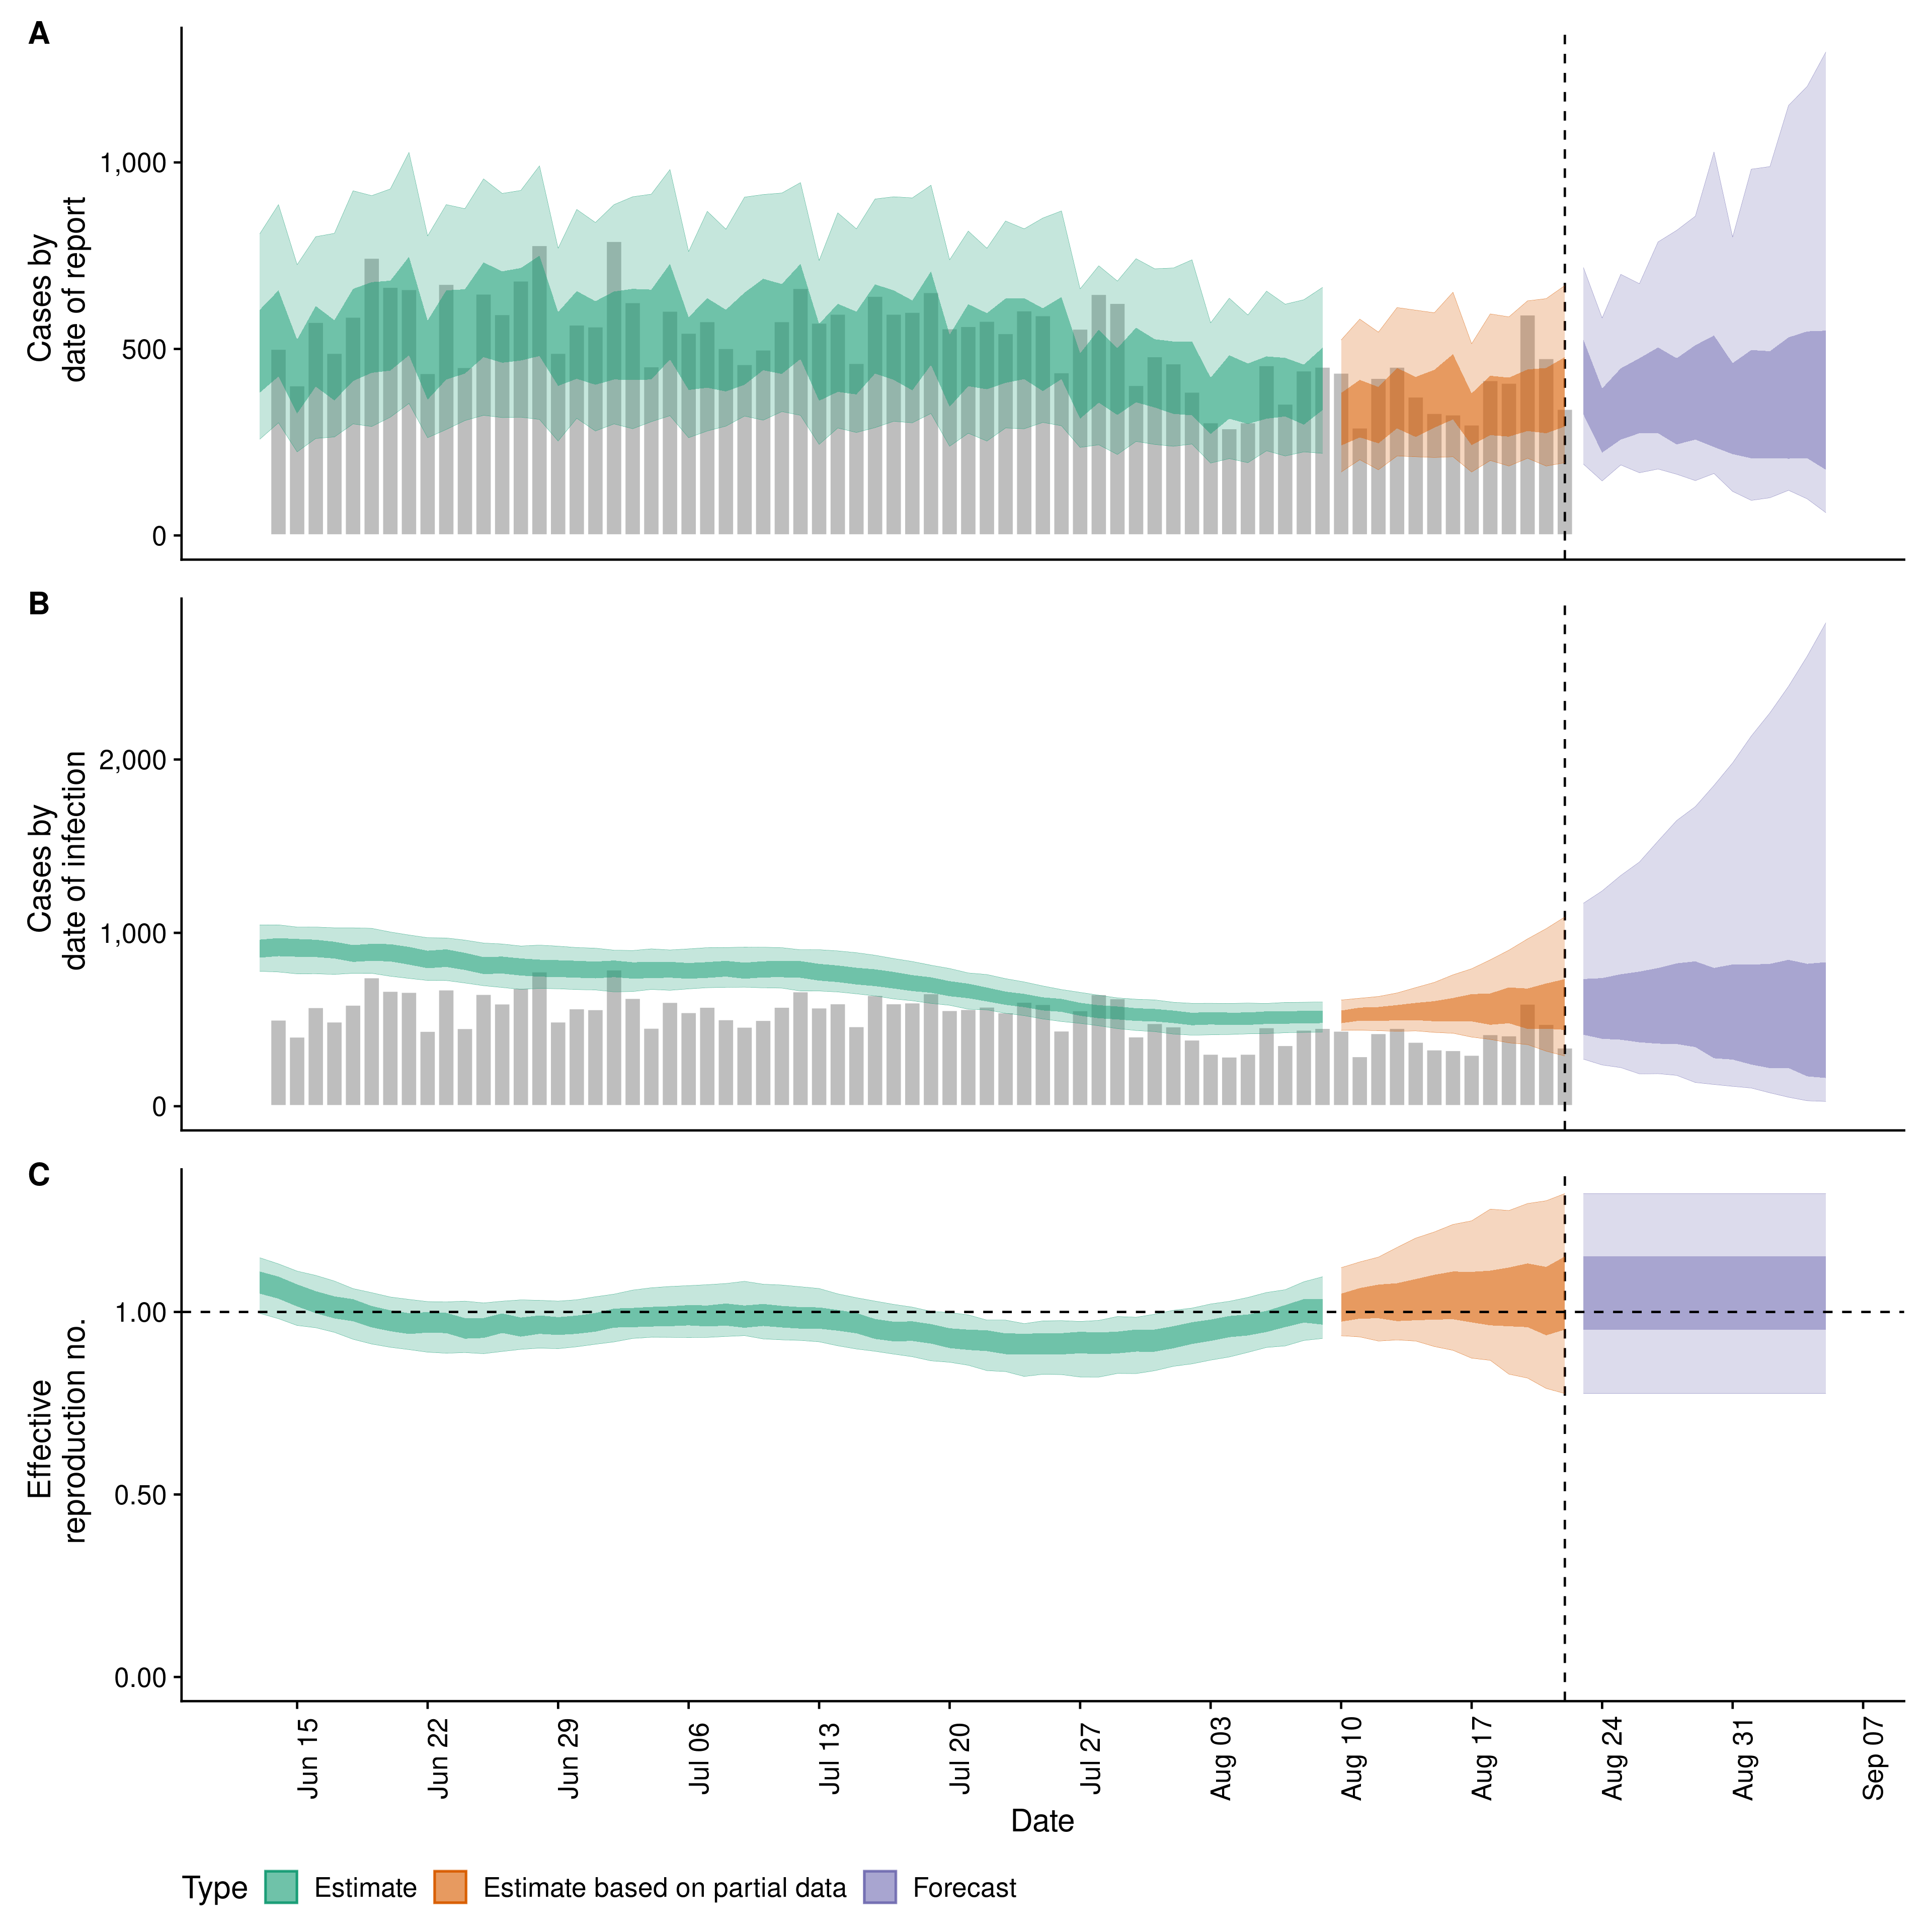 A
Cases by
date of report
1,000
500
0
B
Cases by
date of infection
2,000
1,000
0
C
Effective
reproduction no.
1.00
0.50
0.00
Jun 15
Jun 22
Jun 29
Jul 06
Jul 13
Jul 20
Jul 27
Aug 03
Aug 10
Aug 17
Aug 24
Aug 31
Sep 07
Date
Type
Estimate
Estimate based on partial data
Forecast